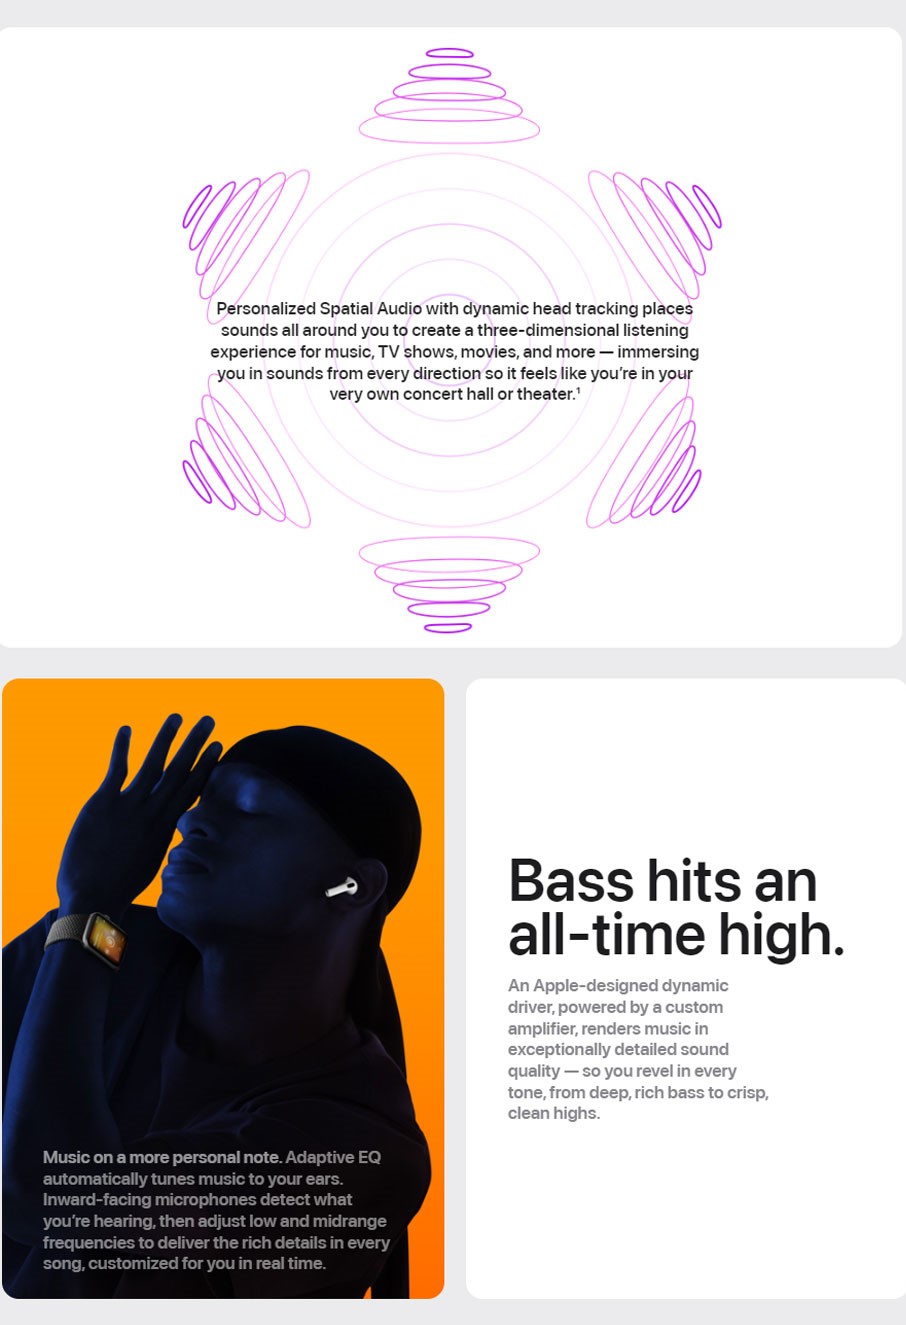 Personalized Spatial Audio with dynamic head tracking places
sounds all around you to create a three-dimensional listening
experience for music, TV shows, movies, and more — immersing
you in sounds from every direction so it feels like you’re in your
very own concert hall or theater.¹
Music on a more personal note. Adaptive EQ
automatically tunes music to your ears.
Inward-facing microphones detect what
you’re hearing, then adjust low and midrange
frequencies to deliver the rich details in every
song, customized for you in real time.
Bass hits an
all-time high.
An Apple-designed dynamic
driver, powered by a custom
amplifier, renders music in
exceptionally detailed sound
quality — so you revel in every
tone, from deep, rich bass to crisp,
clean highs.